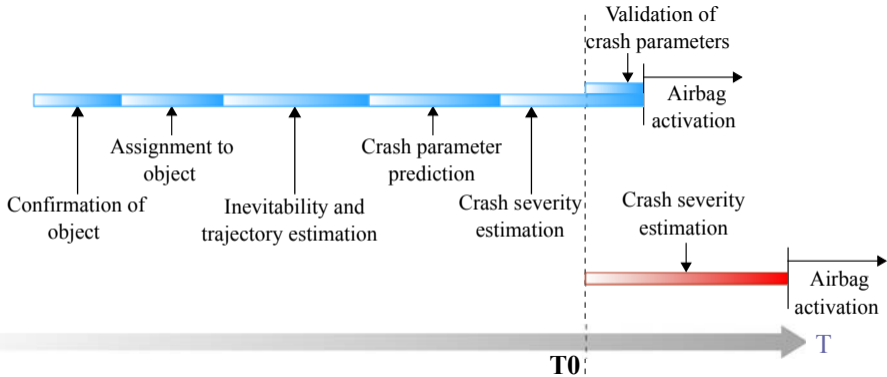 Validation of
crash parameters
Airbag
activation
Assignment to
object
Crash parameter
prediction
Confirmation of
object
Inevitability and
trajectory estimation
Crash severity
estimation
Crash severity
estimation
Airbag
activation
T
T0